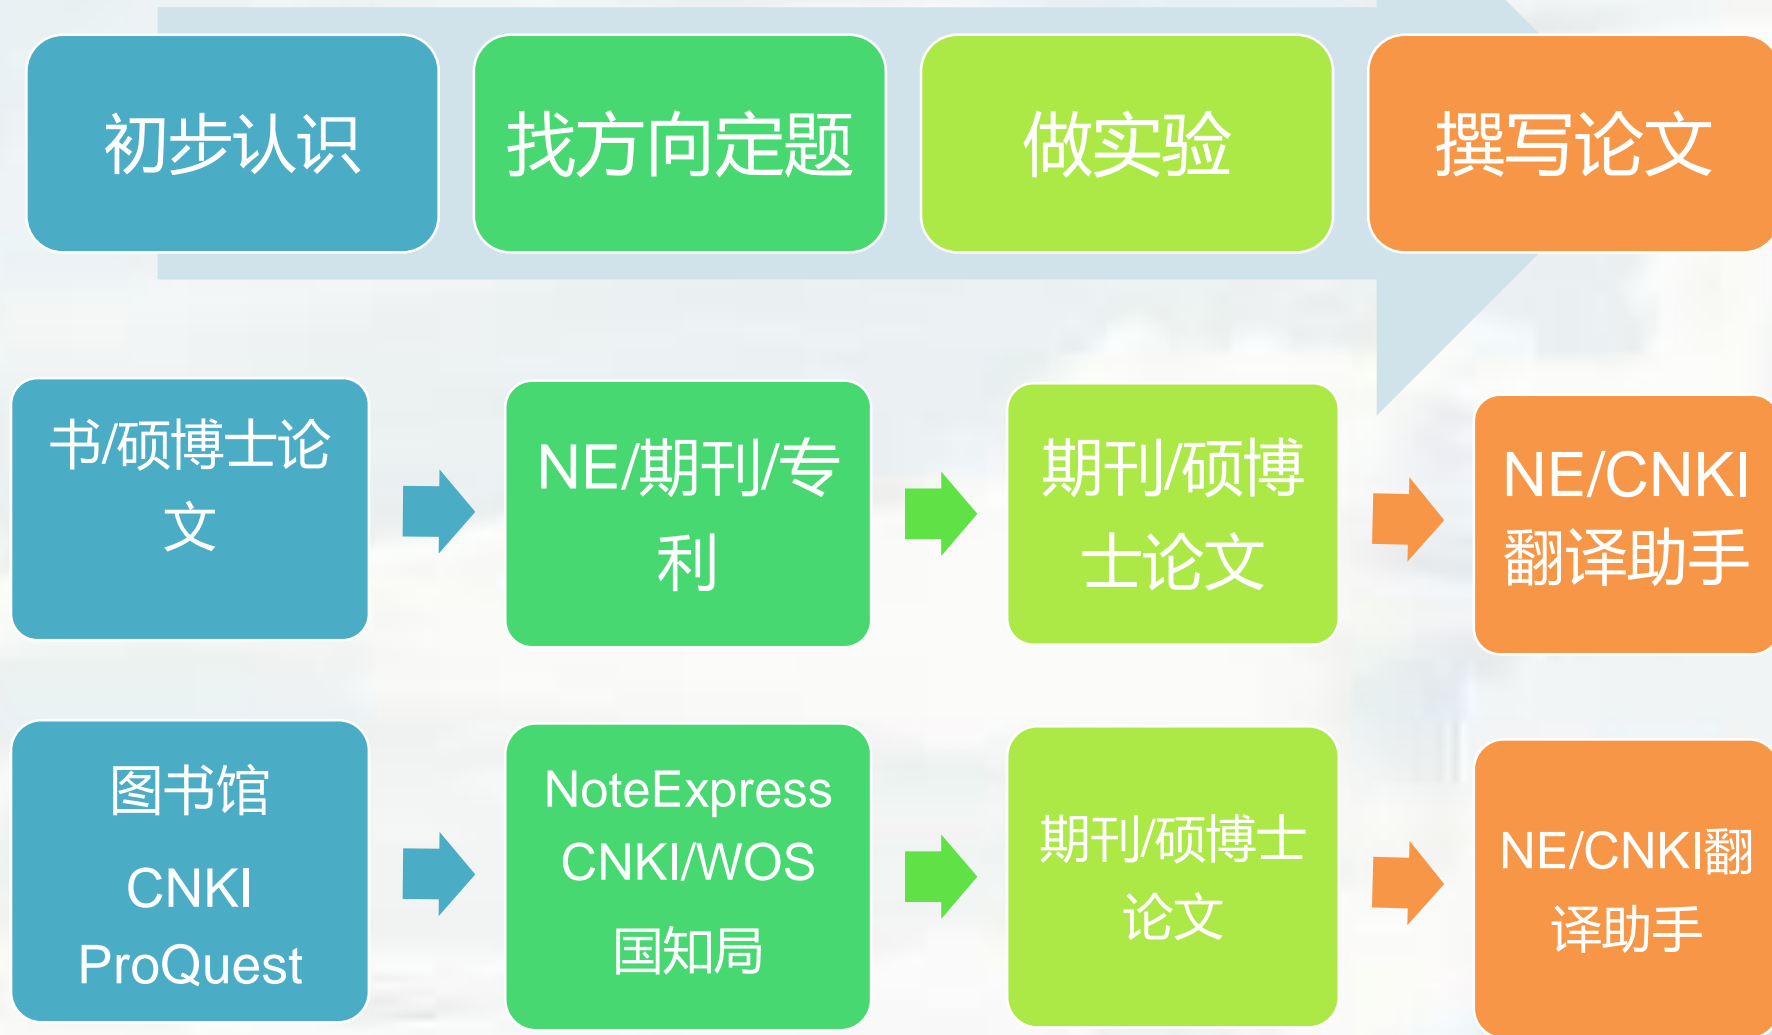 初步认识
找方向定题
做实验
撰写论文
书/硕博士论
文
NE/期刊/专
利
期刊/硕博
士论文
NE/CNKI
翻译助手
图书馆
CNKI
ProQuest
NoteExpress
CNKI/WOS
国知局
期刊/硕博士
论文
NE/CNKI翻
译助手